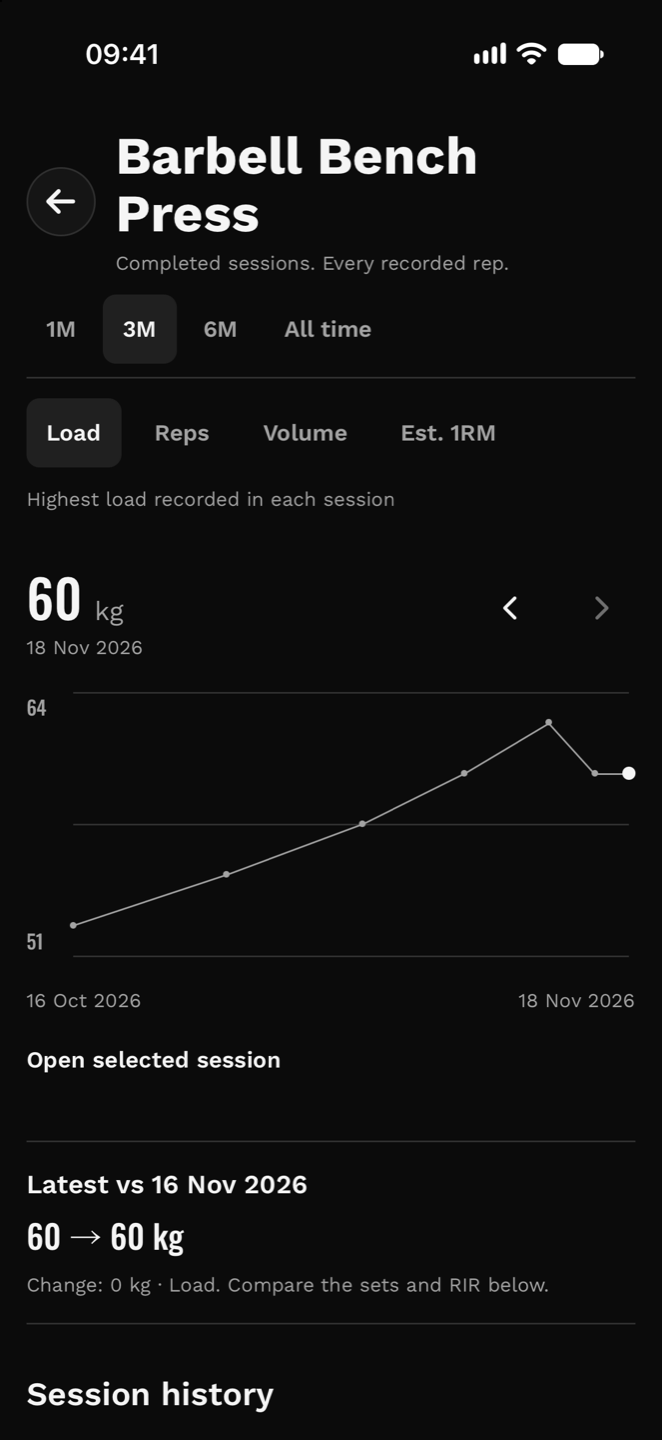 09:41
Barbell Bench
Press
Completed sessions. Every recorded rep.
1M 3M 6M All time
Load Reps Volume Est. 1RM
Highest load recorded in each session
60 kg
18 Nov 2026
64
51
16 Oct 2026 18 Nov 2026
Open selected session
Latest vs 16 Nov 2026
60 → 60 kg
Change: 0 kg · Load. Compare the sets and RIR below.
Session history